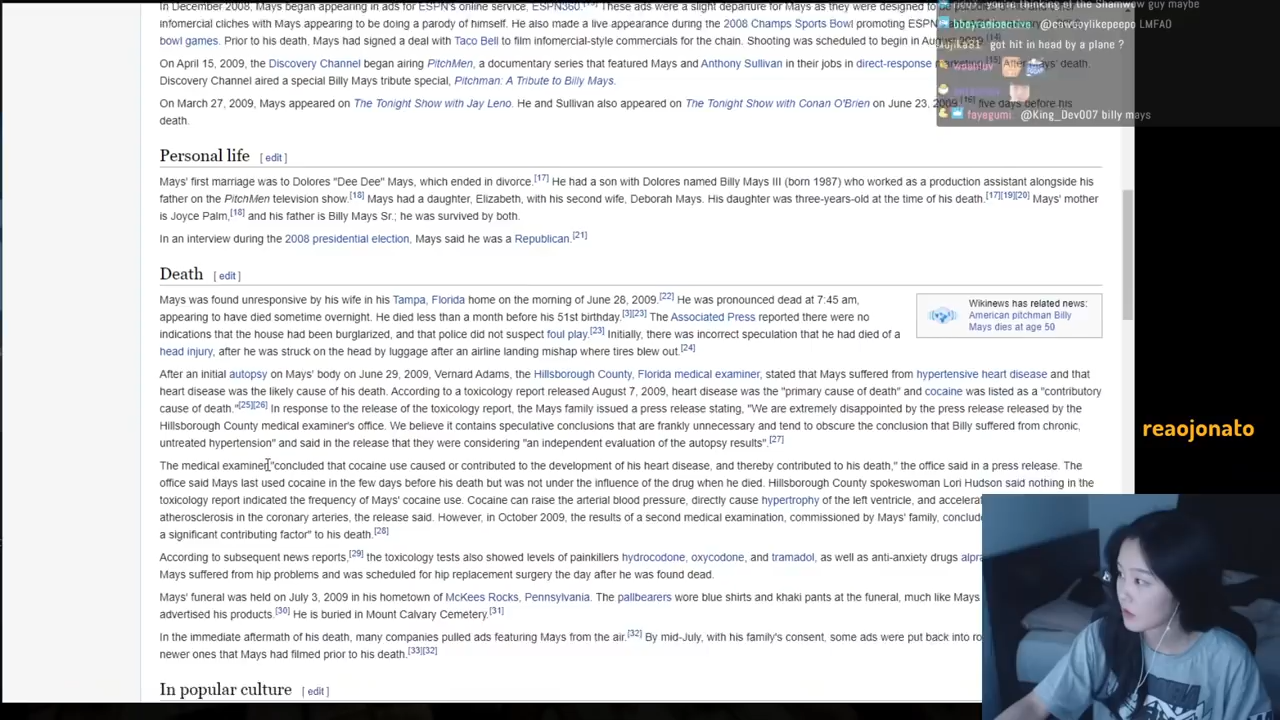 In December 2008, Mays began appearing in ads for ESPN's online service, ESPN360. These ads were a slight departure for Mays as they were designed to be
infomercial cliches with Mays appearing to be doing a parody of himself. He also made a live appearance during the 2008 Champs Sports Bowl promoting ESPN
bowl games. Prior to his death, Mays had signed a deal with Taco Bell to film infomercial-style commercials for the chain. Shooting was scheduled to begin in August 2009.[14]
On April 15, 2009, the Discovery Channel began airing PitchMen, a documentary series that featured Mays and Anthony Sullivan in their jobs in direct-response marketing.[15] After Mays' death,
Discovery Channel aired a special Billy Mays tribute special, Pitchman: A Tribute to Billy Mays.
On March 27, 2009, Mays appeared on The Tonight Show with Jay Leno. He and Sullivan also appeared on The Tonight Show with Conan O'Brien on June 23, 2009,[16] five days before his
death.
you're thinking of the Shamwow guy maybe
bboyradioactive @cowboylikepeepo LMFAO
got hit in head by a plane ?
fayegumi: @King_Dev007 billy mays
Personal life [ edit ]
Mays' first marriage was to Dolores "Dee Dee" Mays, which ended in divorce.[17] He had a son with Dolores named Billy Mays III (born 1987) who worked as a production assistant alongside his
father on the PitchMen television show.[18] Mays had a daughter, Elizabeth, with his second wife, Deborah Mays. His daughter was three-years-old at the time of his death.[17][19][20] Mays' mother
is Joyce Palm,[18] and his father is Billy Mays Sr.; he was survived by both.
In an interview during the 2008 presidential election, Mays said he was a Republican.[21]
Death [ edit ]
Mays was found unresponsive by his wife in his Tampa, Florida home on the morning of June 28, 2009.[22] He was pronounced dead at 7:45 am,
appearing to have died sometime overnight. He died less than a month before his 51st birthday.[3][23] The Associated Press reported there were no
indications that the house had been burglarized, and that police did not suspect foul play.[23] Initially, there was incorrect speculation that he had died of a
head injury, after he was struck on the head by luggage after an airline landing mishap where tires blew out.[24]
Wikinews has related news:
American pitchman Billy
Mays dies at age 50
After an initial autopsy on Mays' body on June 29, 2009, Vernard Adams, the Hillsborough County, Florida medical examiner, stated that Mays suffered from hypertensive heart disease and that
heart disease was the likely cause of his death. According to a toxicology report released August 7, 2009, heart disease was the "primary cause of death" and cocaine was listed as a "contributory
cause of death."[25][26] In response to the release of the toxicology report, the Mays family issued a press release stating, "We are extremely disappointed by the press release released by the
Hillsborough County medical examiner's office. We believe it contains speculative conclusions that are frankly unnecessary and tend to obscure the conclusion that Billy suffered from chronic,
untreated hypertension" and said in the release that they were considering "an independent evaluation of the autopsy results".[27]
The medical examiner "concluded that cocaine use caused or contributed to the development of his heart disease, and thereby contributed to his death," the office said in a press release. The
office said Mays last used cocaine in the few days before his death but was not under the influence of the drug when he died. Hillsborough County spokeswoman Lori Hudson said nothing in the
toxicology report indicated the frequency of Mays' cocaine use. Cocaine can raise the arterial blood pressure, directly cause hypertrophy of the left ventricle, and accelerat
atherosclerosis in the coronary arteries, the release said. However, in October 2009, the results of a second medical examination, commissioned by Mays' family, conclud
a significant contributing factor" to his death.[28]
According to subsequent news reports,[29] the toxicology tests also showed levels of painkillers hydrocodone, oxycodone, and tramadol, as well as anti-anxiety drugs alpra
Mays suffered from hip problems and was scheduled for hip replacement surgery the day after he was found dead.
Mays' funeral was held on July 3, 2009 in his hometown of McKees Rocks, Pennsylvania. The pallbearers wore blue shirts and khaki pants at the funeral, much like Mays
advertised his products.[30] He is buried in Mount Calvary Cemetery.[31]
In the immediate aftermath of his death, many companies pulled ads featuring Mays from the air.[32] By mid-July, with his family's consent, some ads were put back into ro
newer ones that Mays had filmed prior to his death.[33][32]
In popular culture [ edit ]
reaojonato